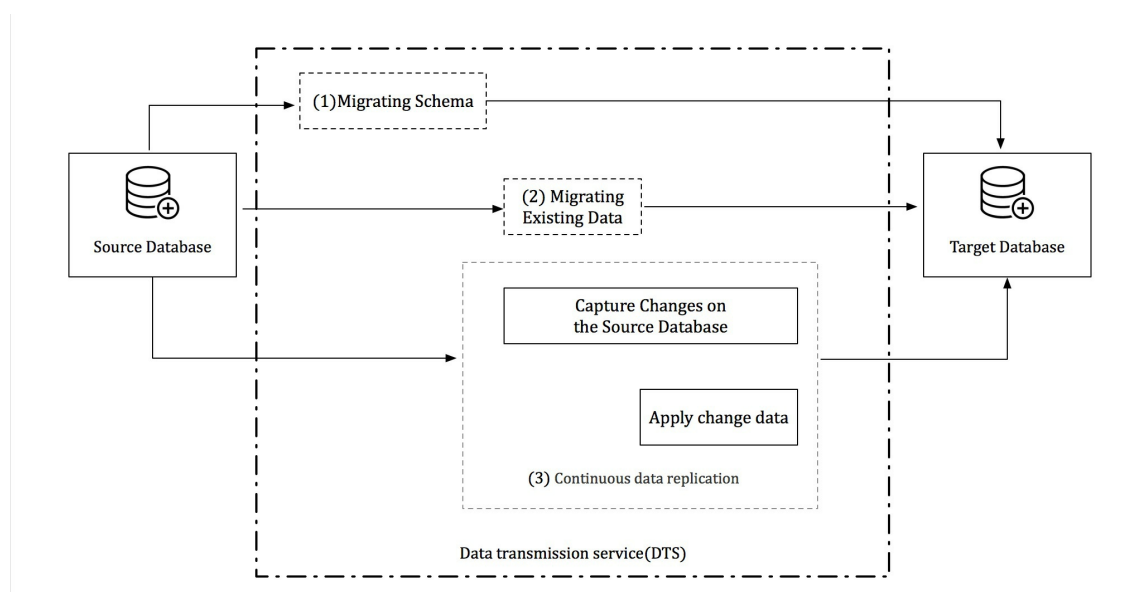 (1)Migrating Schema
(2) Migrating
Existing Data
Source Database
Target Database
Capture Changes on
the Source Database
Apply change data
(3) Continuous data replication
Data transmission service(DTS)